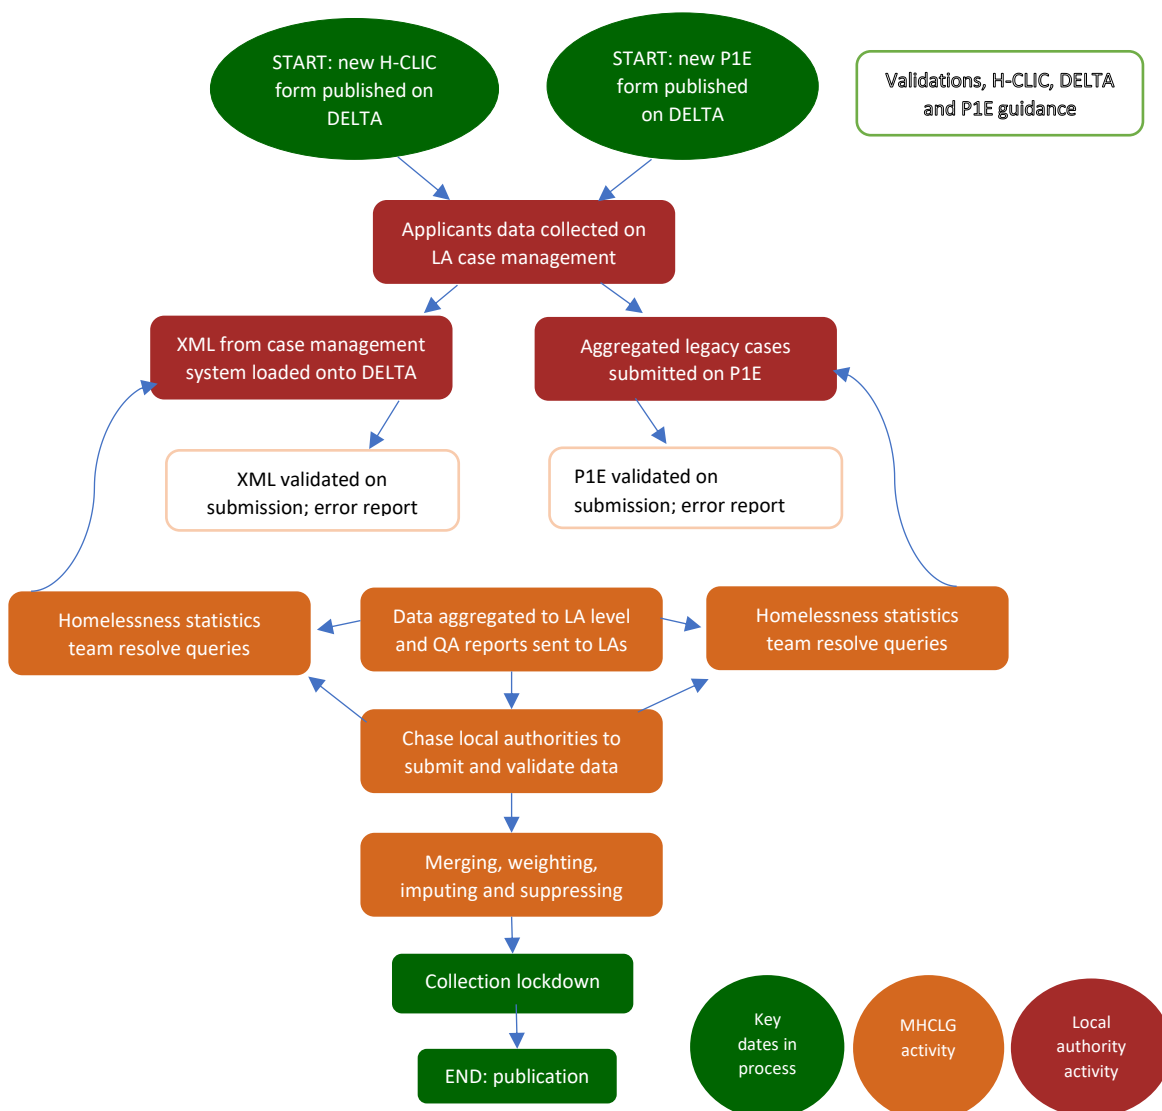 START: new H-CLIC
form published on
DELTA
START: new P1E
form published
on DELTA
Validations, H-CLIC, DELTA
and P1E guidance
Applicants data collected on
LA case management
XML from case management
system loaded onto DELTA
Aggregated legacy cases
submitted on P1E
XML validated on
submission; error report
P1E validated on
submission; error report
Homelessness statistics
team resolve queries
Data aggregated to LA level
and QA reports sent to LAs
Homelessness statistics
team resolve queries
Chase local authorities to
submit and validate data
Merging, weighting,
imputing and suppressing
Collection lockdown
END: publication
Key
dates in
process
MHCLG
activity
Local
authority
activity